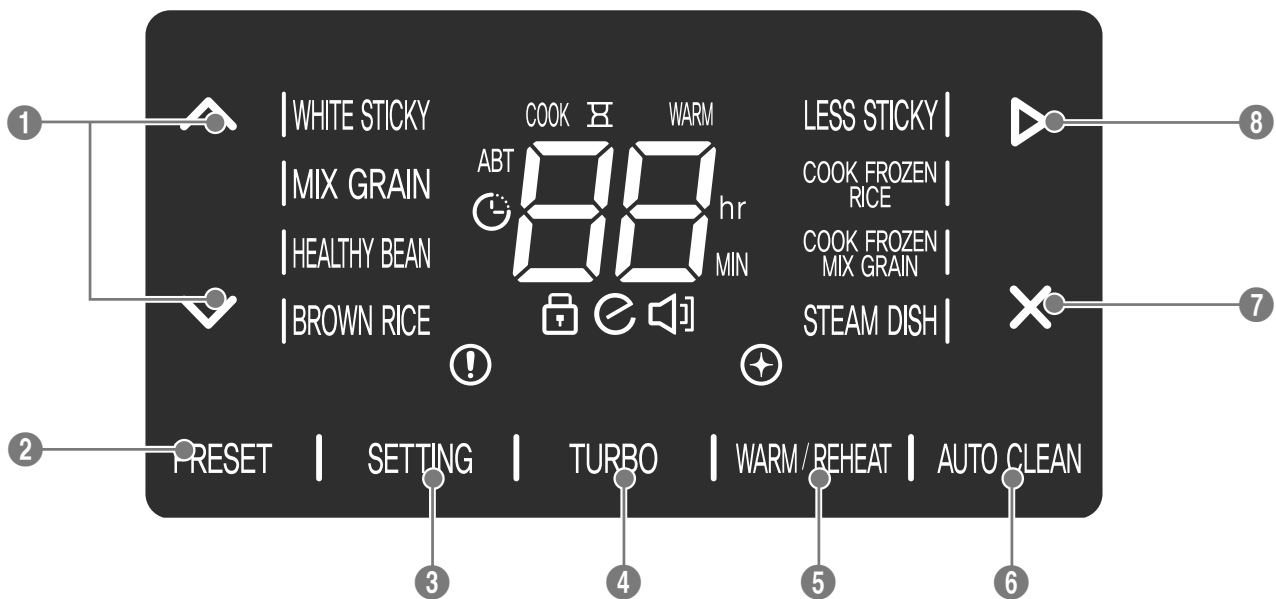 1
WHITE STICKY
MIX GRAIN
HEALTHY BEAN
BROWN RICE
COOK
WARM
ABT
88
hr
MIN
LESS STICKY
COOK FROZEN
RICE
COOK FROZEN
MIX GRAIN
STEAM DISH
8
7
2
PRESET
SETTING
TURBO
WARM/REHEAT
AUTO CLEAN
3
4
5
6